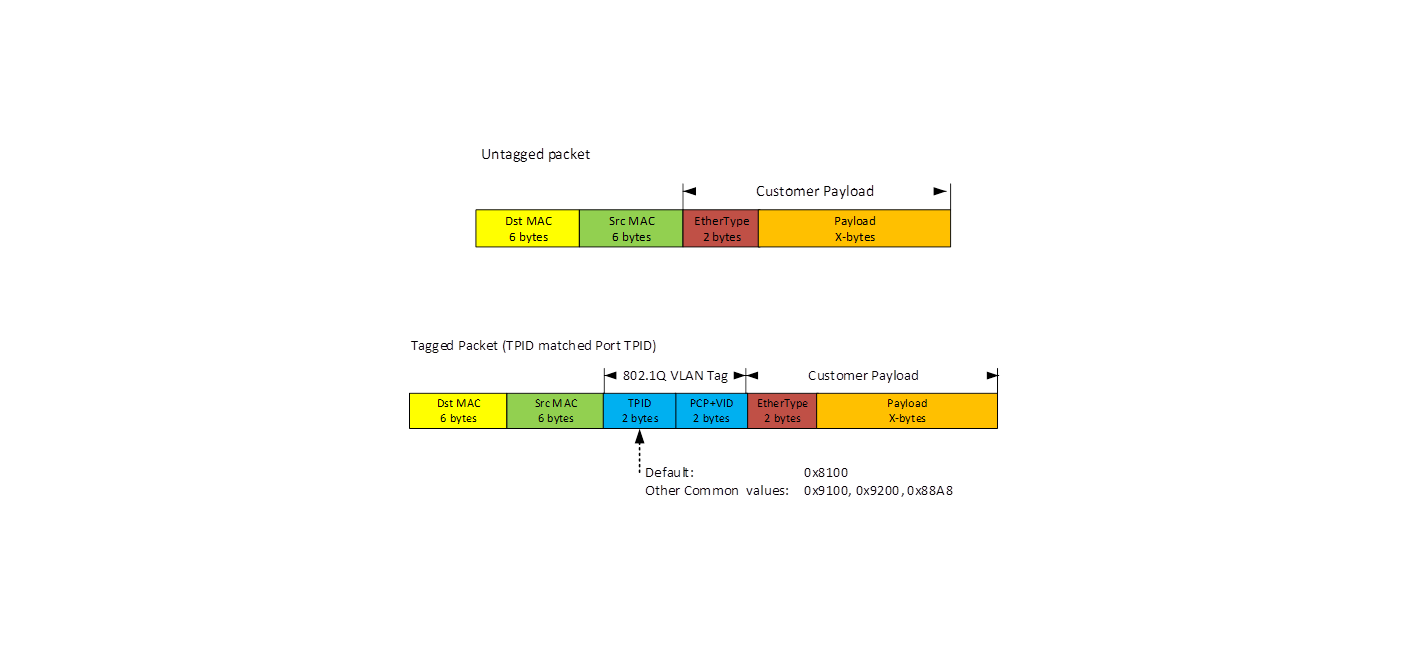 Untagged packet
Customer Payload
Dst MAC Src MAC EtherType Payload
6 bytes 6 bytes 2 bytes X-bytes
Tagged Packet (TPID matched Port TPID)
802.1Q VLAN Tag Customer Payload
Dst MAC Src MAC TPID PCP+VID EtherType Payload
6 bytes 6 bytes 2 bytes 2 bytes 2 bytes X-bytes
Default: 0x8100
Other Common values: 0x9100, 0x9200, 0x88A8